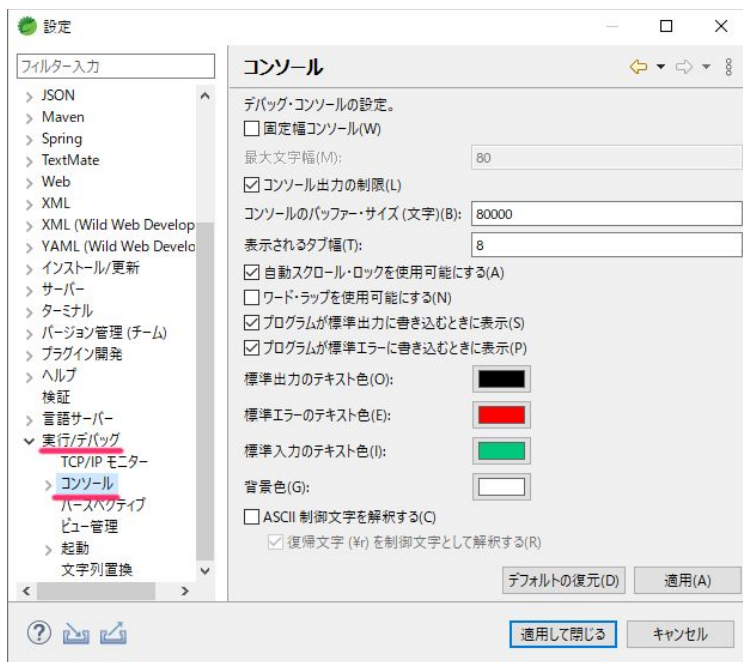 設定
フィルター入力
JSON
Maven
Spring
TextMate
Web
XML
XML (Wild Web Develop
YAML (Wild Web Develo
インストール/更新
サーバー
ターミナル
バージョン管理 (チーム)
プラグイン開発
ヘルプ
検証
言語サーバー
実行/デバッグ
TCP/IP モニター
コンソール
パースペクティブ
ビュー管理
起動
文字列置換
コンソール
デバッグ・コンソールの設定。
固定幅コンソール(W)
最大文字幅(M): 80
コンソール出力の制限(L)
コンソールのバッファー・サイズ (文字)(B): 80000
表示されるタブ幅(T): 8
自動スクロール・ロックを使用可能にする(A)
ワード・ラップを使用可能にする(N)
プログラムが標準出力に書き込むときに表示(S)
プログラムが標準エラーに書き込むときに表示(P)
標準出力のテキスト色(O):
標準エラーのテキスト色(E):
標準入力のテキスト色(I):
背景色(G):
ASCII 制御文字を解釈する(C)
復帰文字 (¥r) を制御文字として解釈する(R)
デフォルトの復元(D) 適用(A)
適用して閉じる キャンセル